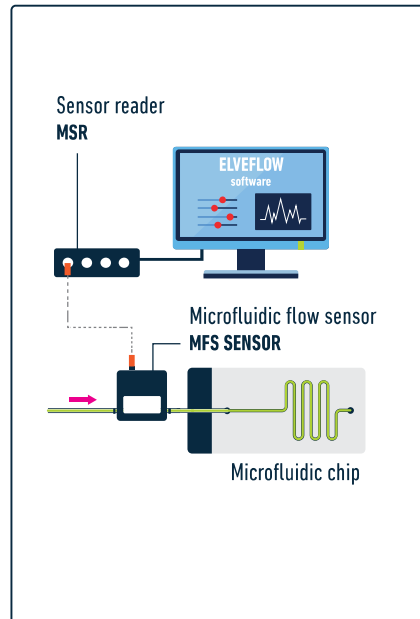 Sensor reader
MSR
ELVEFLOW
software
Microfluidic flow sensor
MFS SENSOR
Microfluidic chip